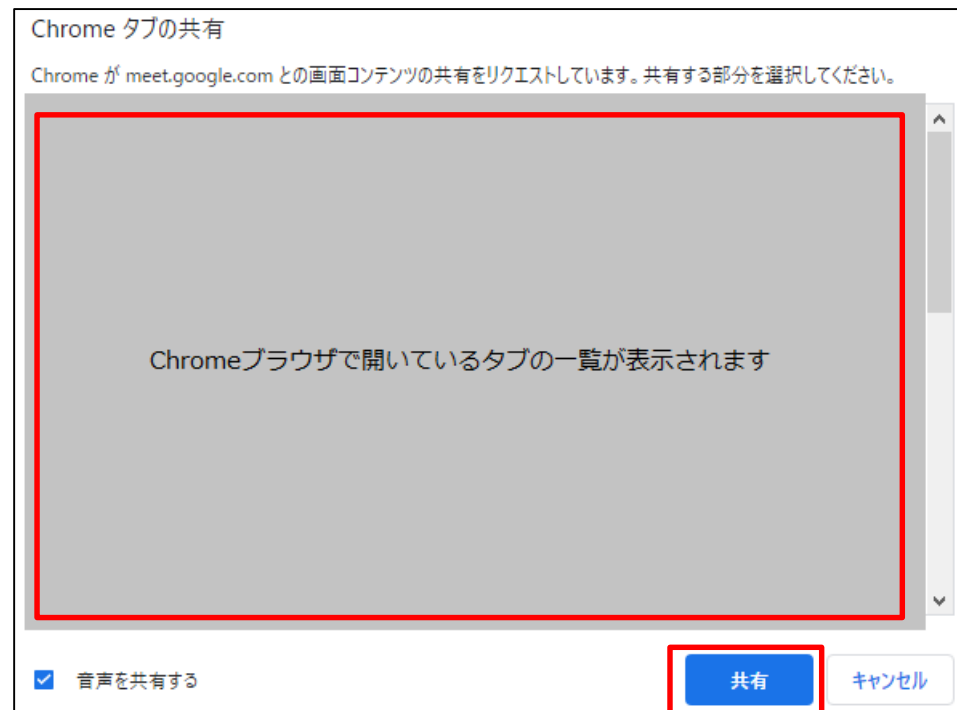 Chrome タブの共有
Chrome が meet.google.com との画面コンテンツの共有をリクエストしています。共有する部分を選択してください。
Chromeブラウザで開いているタブの一覧が表示されます
音声を共有する
共有
キャンセル